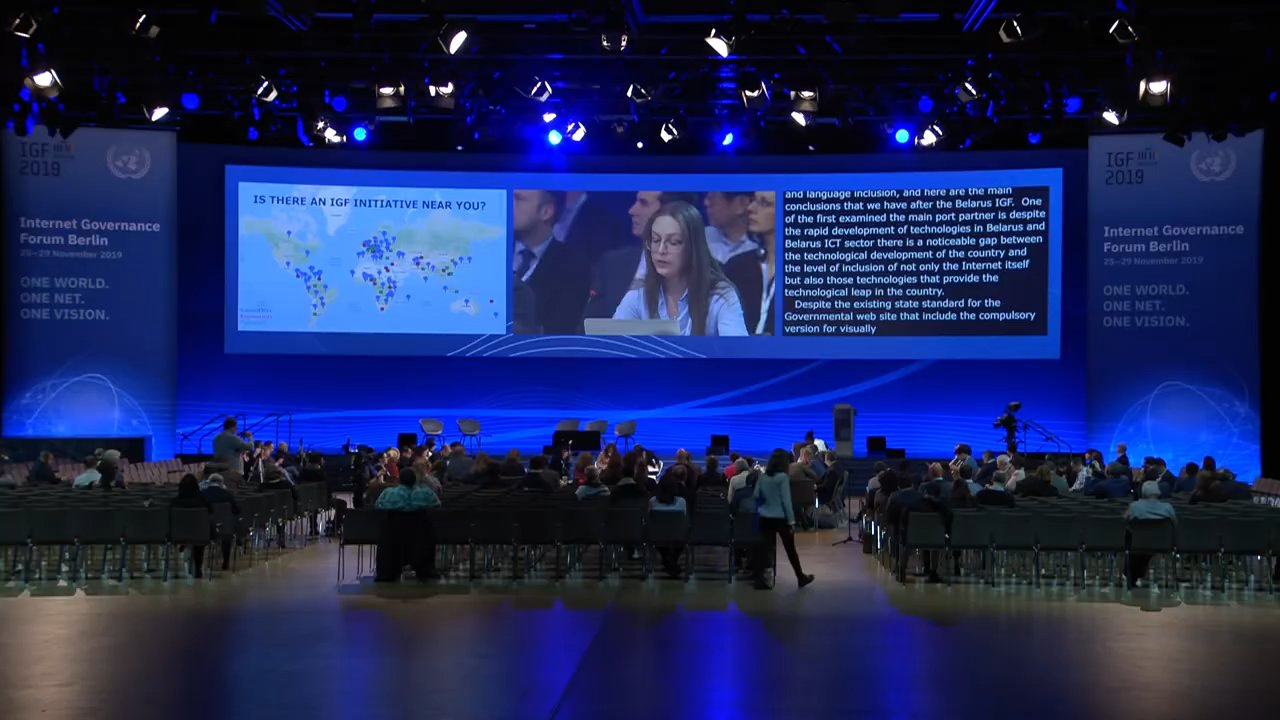 IGF
2019
Internet Governance
Forum Berlin
25–29 November 2019
ONE WORLD.
ONE NET.
ONE VISION.
IS THERE AN IGF INITIATIVE NEAR YOU?
and language inclusion, and here are the main
conclusions that we have after the Belarus IGF.  One
of the first examined the main port partner is despite
the rapid development of technologies in Belarus and
Belarus ICT sector there is a noticeable gap between
the technological development of the country and
the level of inclusion of not only the Internet itself
but also those technologies that provide the
technological leap in the country.
Despite the existing state standard for the
Governmental web site that include the compulsory
version for visually
IGF
2019
Internet Governance
Forum Berlin
25–29 November 2019
ONE WORLD.
ONE NET.
ONE VISION.